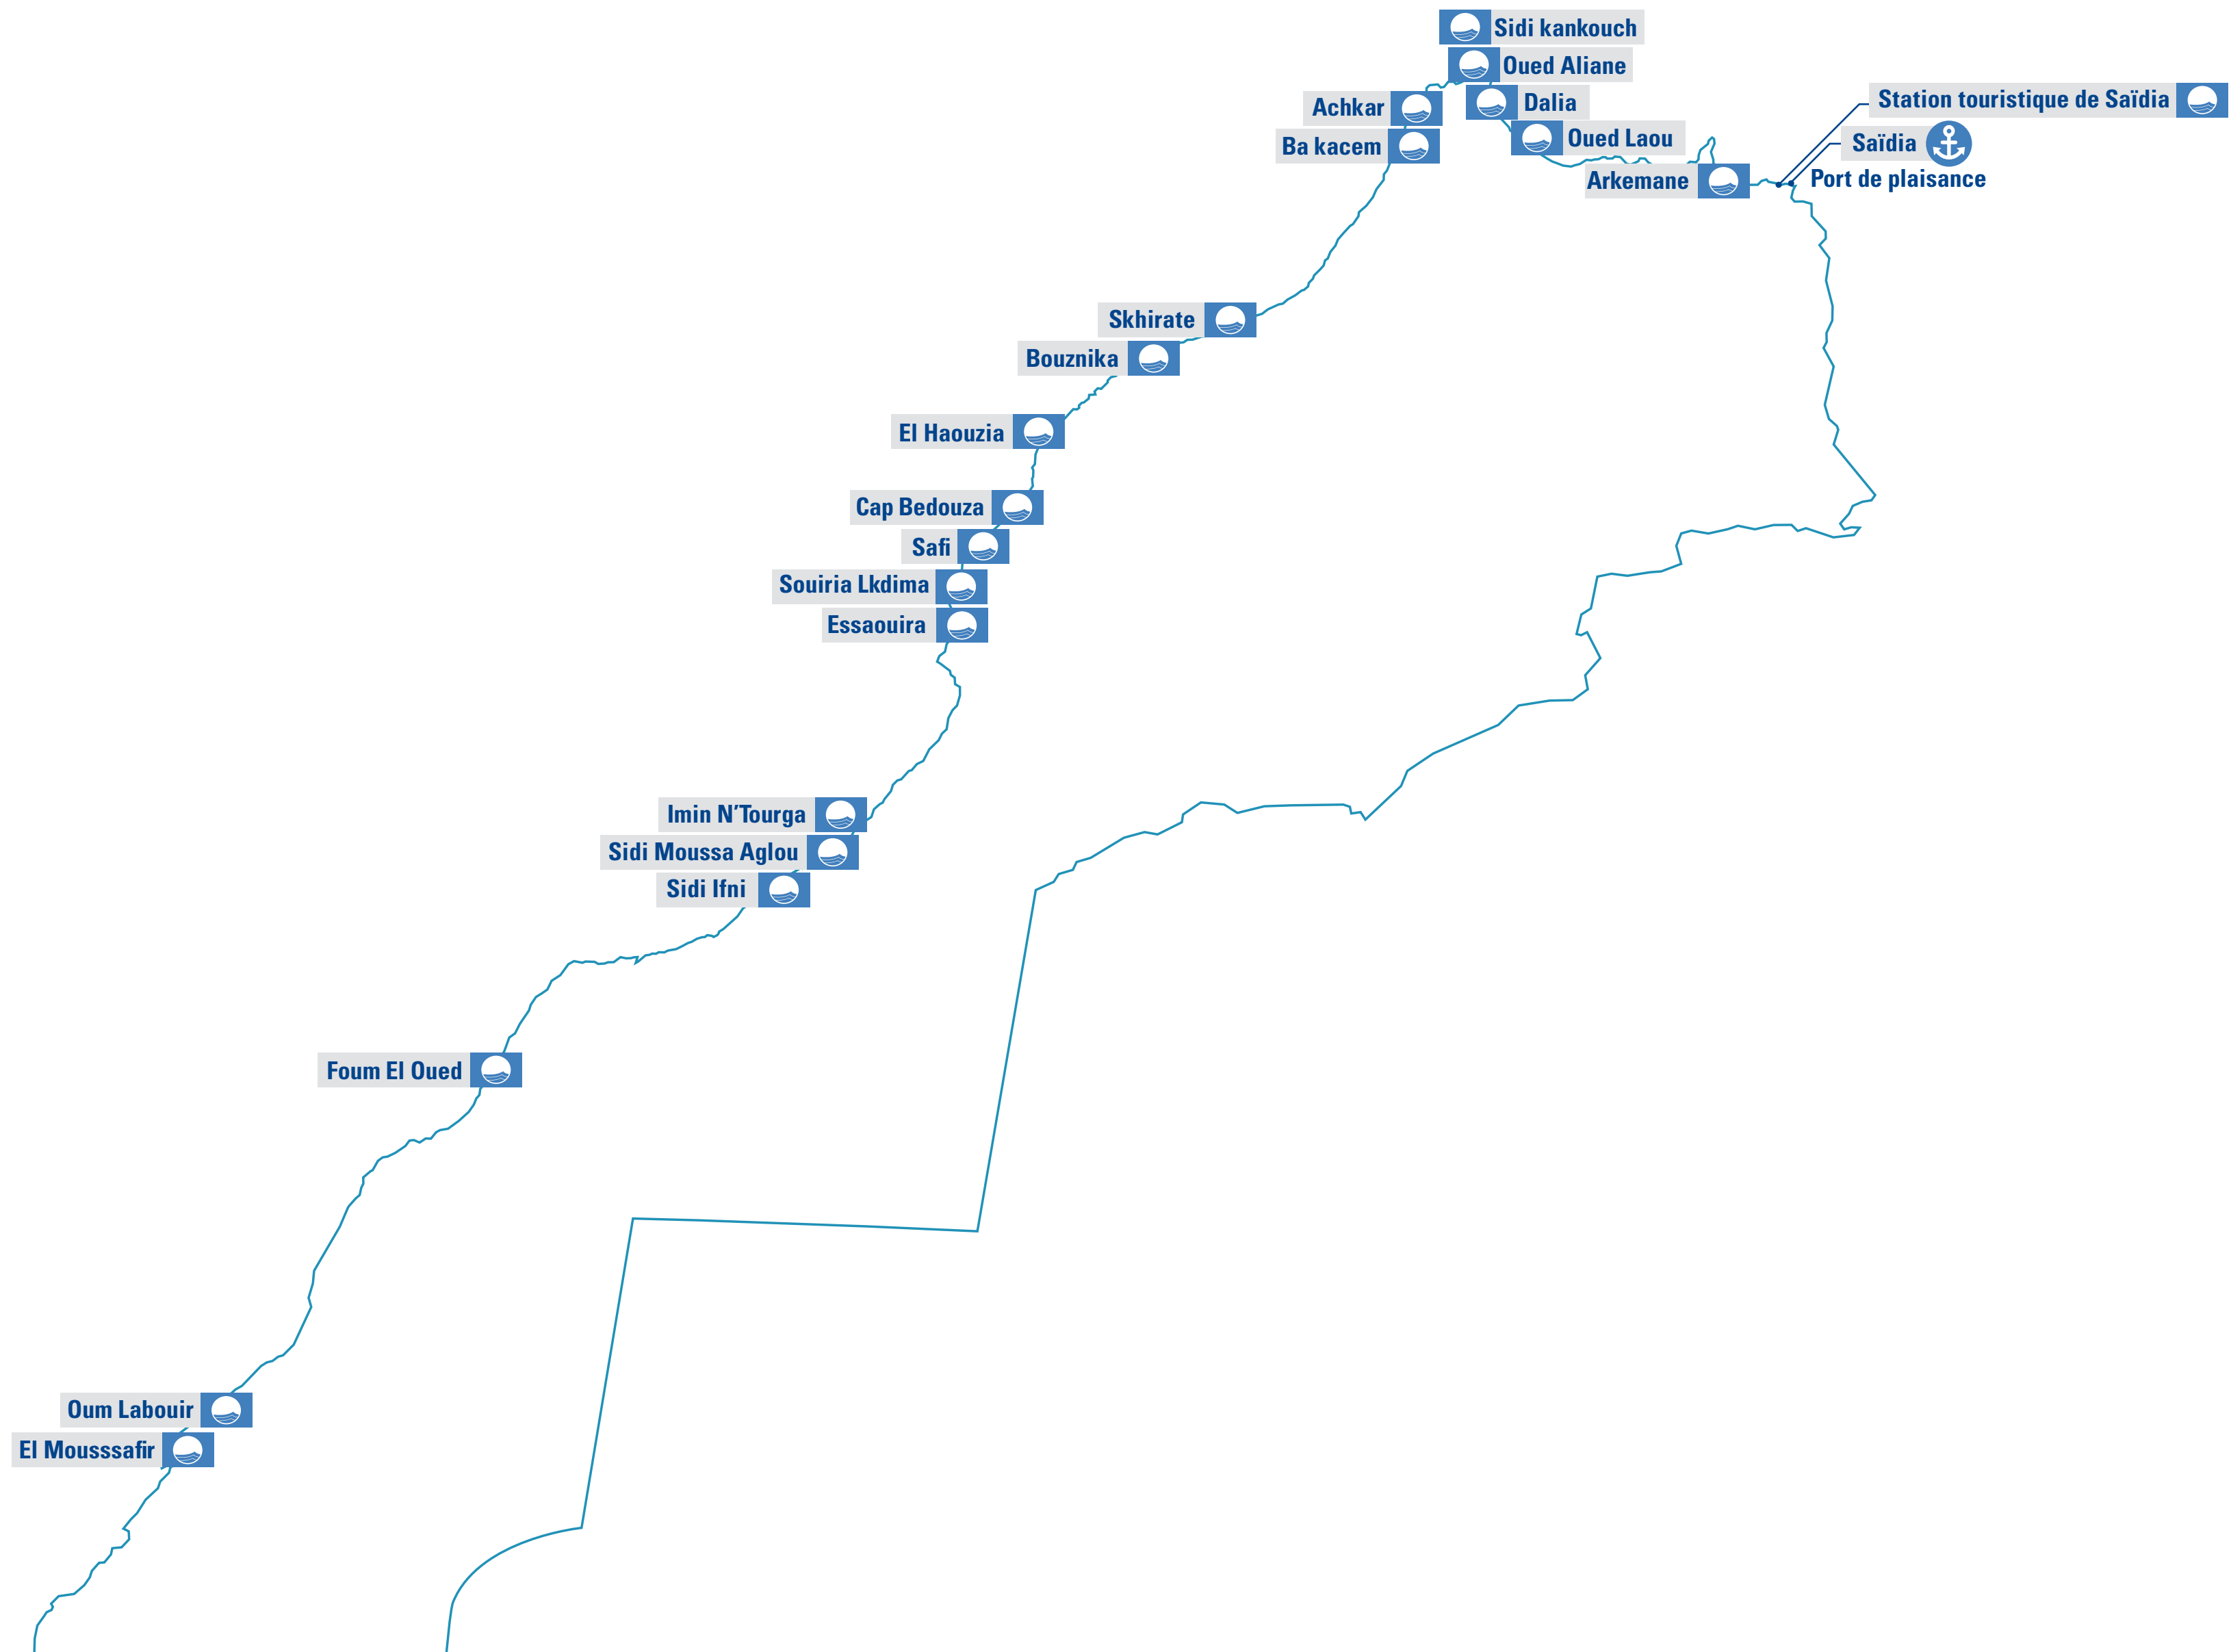 Sidi kankouch
Oued Aliane
Achkar
Dalia
Station touristique de Saïdia
Ba kacem
Oued Laou
Saïdia
Arkemane
Port de plaisance
Skhirate
Bouznika
El Haouzia
Cap Bedouza
Safi
Souiria Lkdima
Essaouira
Imin N’Tourga
Sidi Moussa Aglou
Sidi Ifni
Foum El Oued
Oum Labouir
El Mousssafir